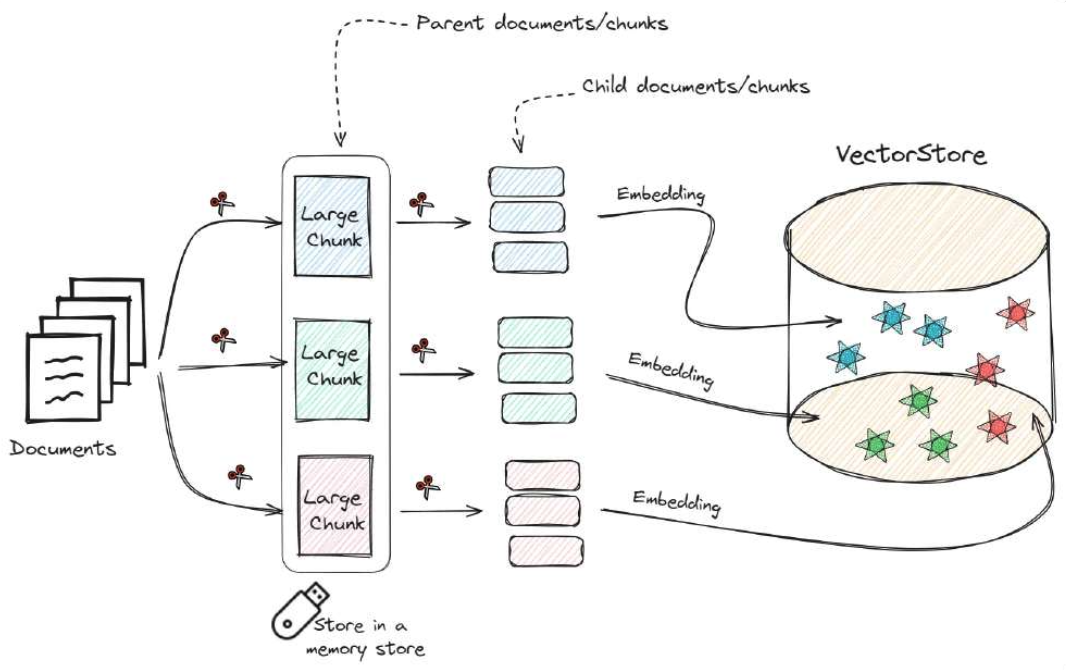 Parent documents/chunks
Child documents/chunks
VectorStore
Embedding
Large
Chunk
Large
Chunk
Embedding
Documents
Large
Chunk
Embedding
Store in a
memory store